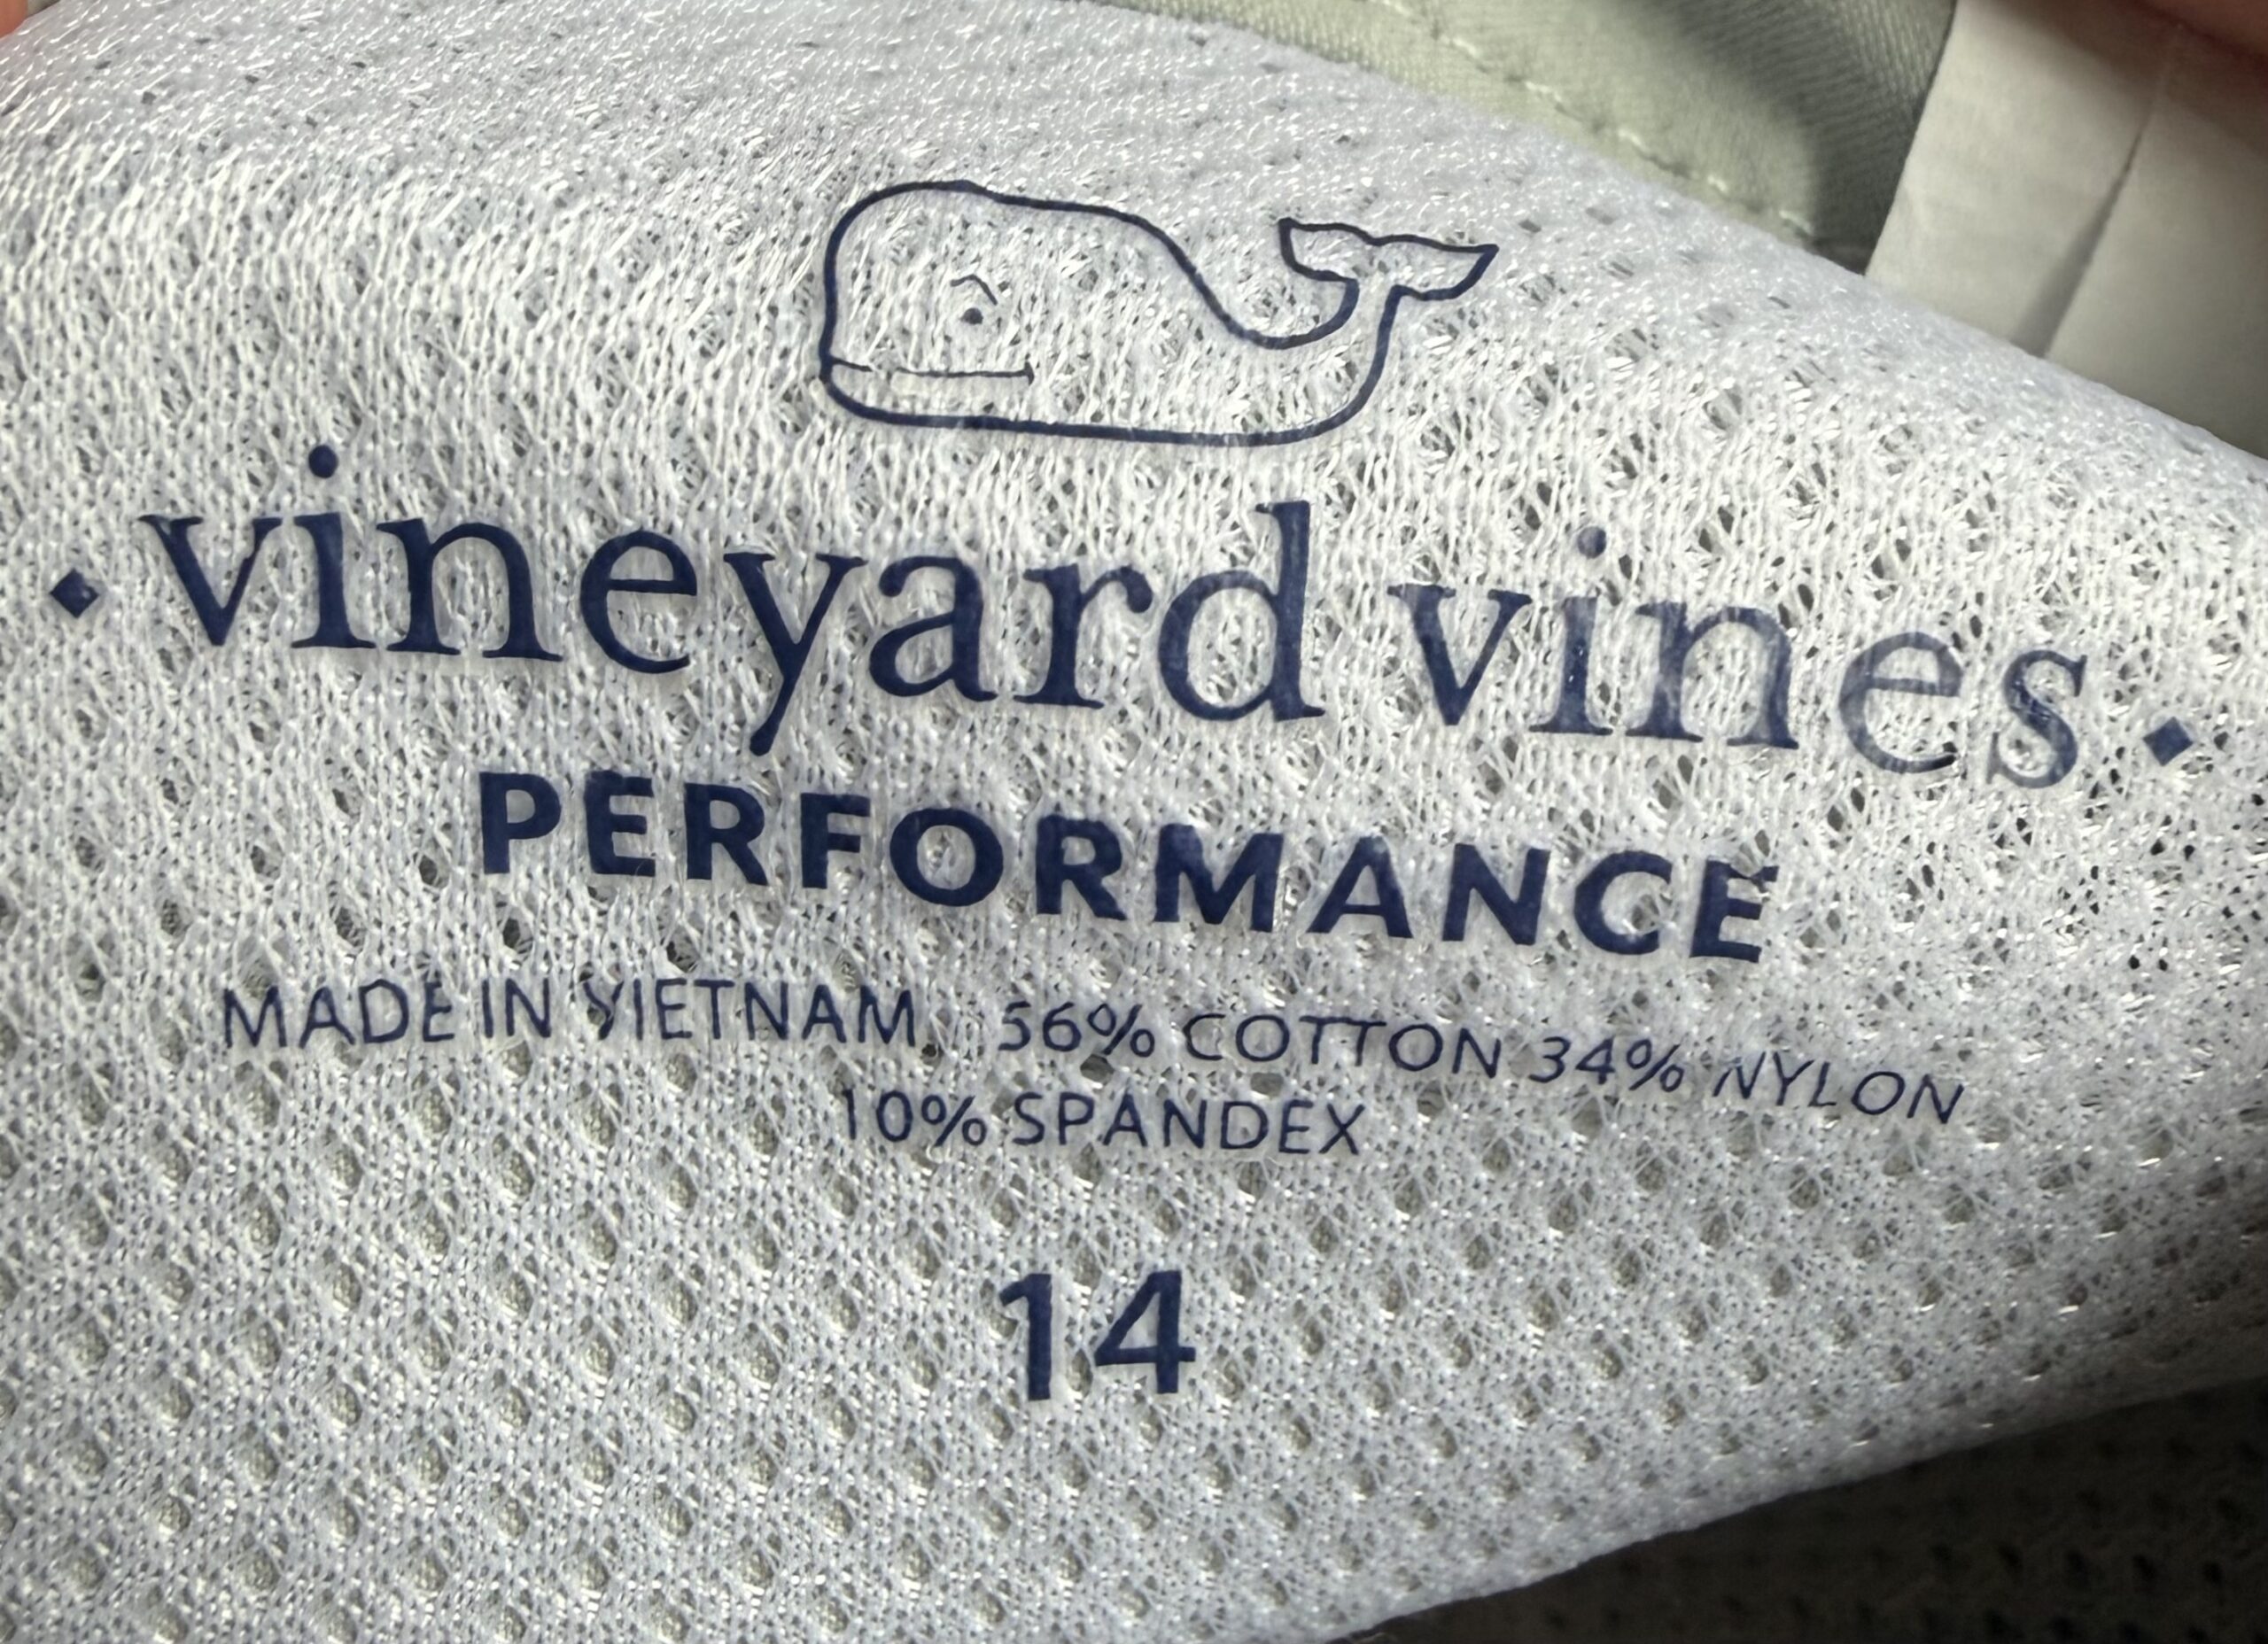 ·vineyard vines·
PERFORMANCE
MADE IN VIETNAM 56% COTTON 34% NYLON
10% SPANDEX
14